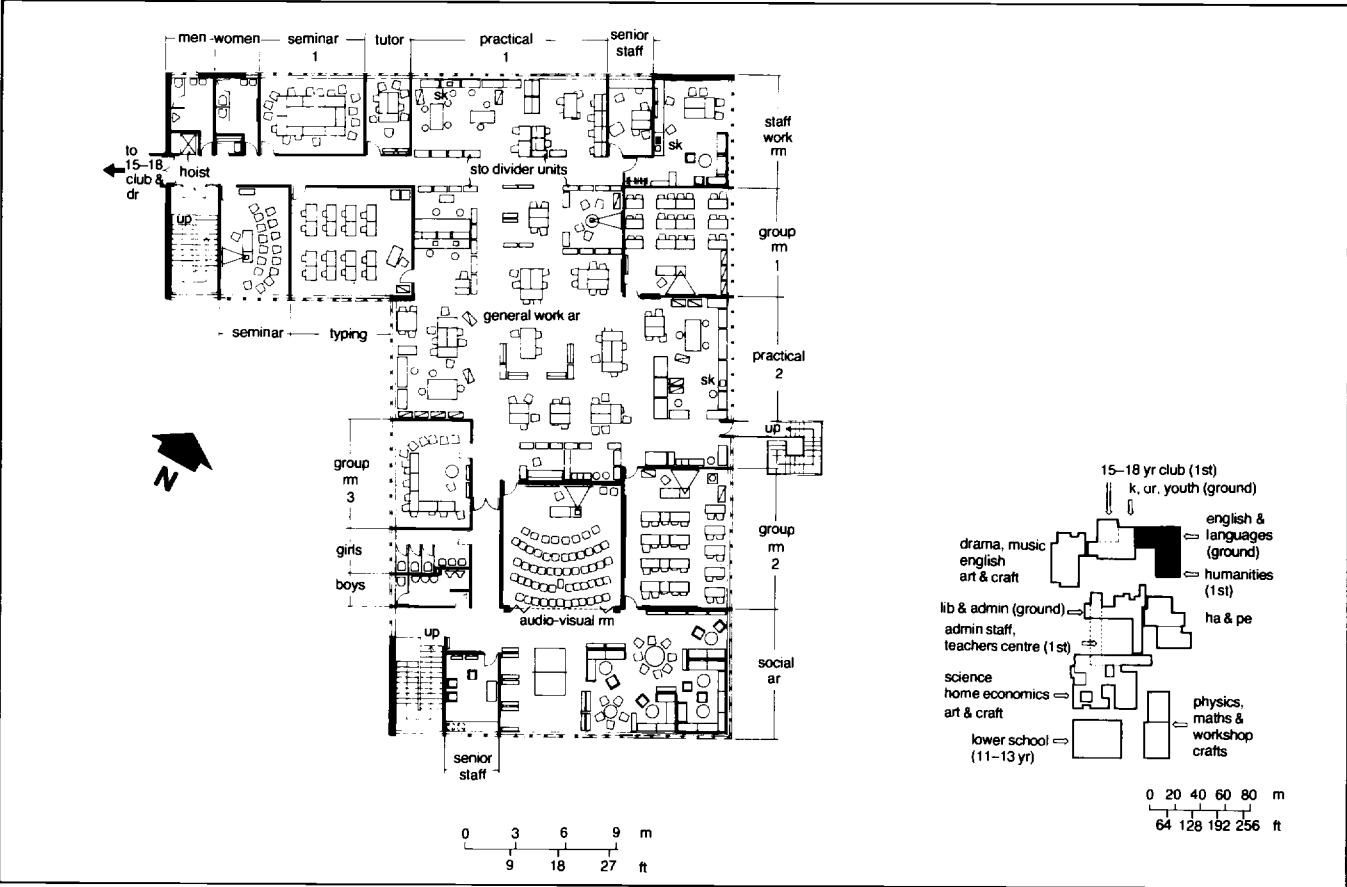 men
women
seminar
1
tutor
practical
1
senior
staff
sk
staff
work
rm
sk
to
15–18
club &
dr
hoist
sto divider units
up
group
rm
1
seminar
typing
general work ar
practical
2
sk
up
N
group
rm
3
group
rm
2
girls
boys
audio-visual rm
up
social
ar
senior
staff
0 3 6 9 m
9 18 27 ft
15–18 yr club (1st)
k, dr, youth (ground)
english &
languages
(ground)
drama, music
english
art & craft
humanities
(1st)
lib & admin (ground)
ha & pe
admin staff,
teachers centre (1st)
science
home economics
art & craft
physics,
maths &
workshop
crafts
lower school
(11–13 yr)
0 20 40 60 80 m
64 128 192 256 ft